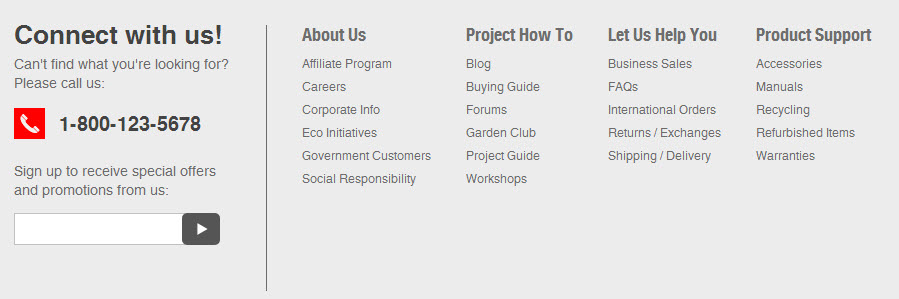 Connect with us!
Can't find what you're looking for?
Please call us:
1-800-123-5678
Sign up to receive special offers
and promotions from us:
About Us
Affiliate Program
Careers
Corporate Info
Eco Initiatives
Government Customers
Social Responsibility
Project How To
Blog
Buying Guide
Forums
Garden Club
Project Guide
Workshops
Let Us Help You
Business Sales
FAQs
International Orders
Returns / Exchanges
Shipping / Delivery
Product Support
Accessories
Manuals
Recycling
Refurbished Items
Warranties